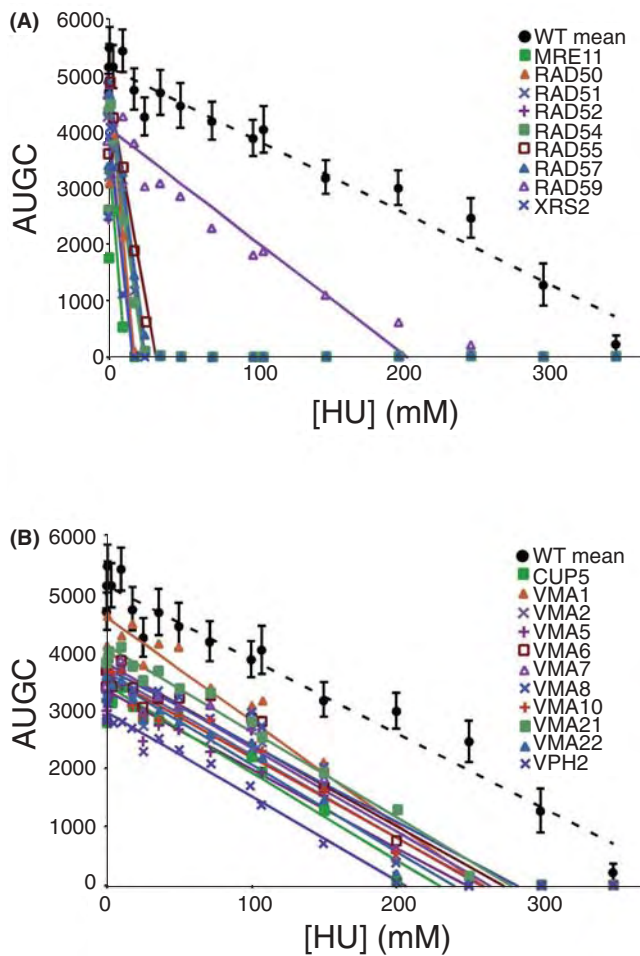 (A)
6000
5000
4000
3000
2000
1000
0
AUGC
0 100 200 300
[HU] (mM)
WT mean
MRE11
RAD50
RAD51
RAD52
RAD54
RAD55
RAD57
RAD59
XRS2
(B)
6000
5000
4000
3000
2000
1000
0
AUGC
0 100 200 300
[HU] (mM)
WT mean
CUP5
VMA1
VMA2
VMA5
VMA6
VMA7
VMA8
VMA10
VMA21
VMA22
VPH2